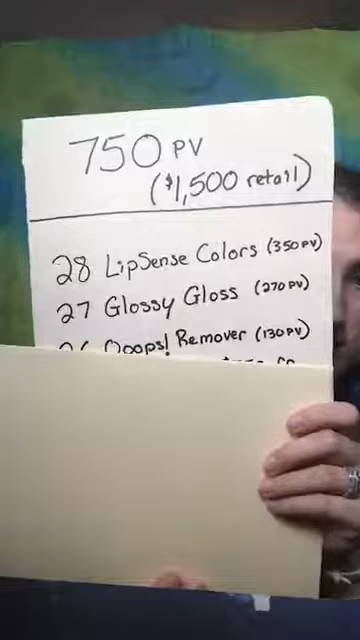 750 PV
($1,500 retail)
28 LipSense Colors (350 PV)
27 Glossy Gloss (270 PV)
26 Ooops! Remover (130 PV)